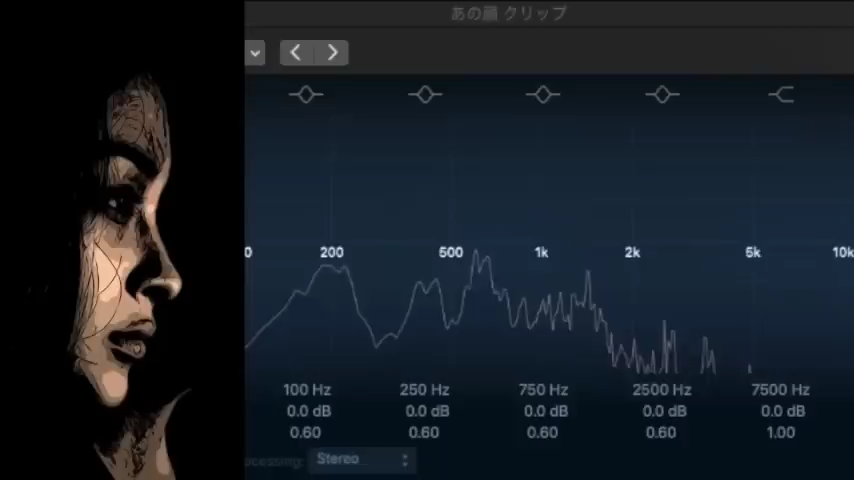 あの顔 クリップ
0 200 500 1k 2k 5k 10k
100 Hz 250 Hz 750 Hz 2500 Hz 7500 Hz
0.0 dB 0.0 dB 0.0 dB 0.0 dB 0.0 dB
0.60 0.60 0.60 0.60 1.00
ocessing: Stereo